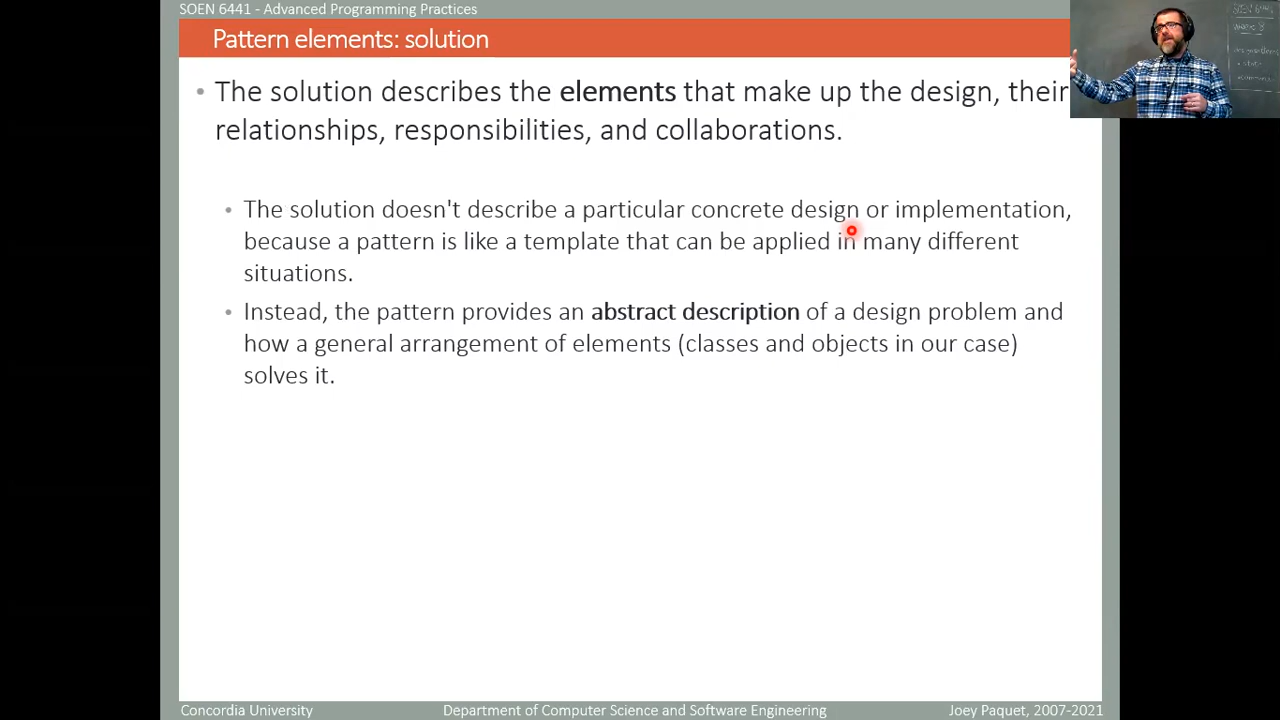 SOEN 6441 - Advanced Programming Practices
Pattern elements: solution
• The solution describes the elements that make up the design, their
relationships, responsibilities, and collaborations.
• The solution doesn't describe a particular concrete design or implementation,
because a pattern is like a template that can be applied in many different
situations.
• Instead, the pattern provides an abstract description of a design problem and
how a general arrangement of elements (classes and objects in our case)
solves it.
Concordia University
Department of Computer Science and Software Engineering
Joey Paquet, 2007-2021